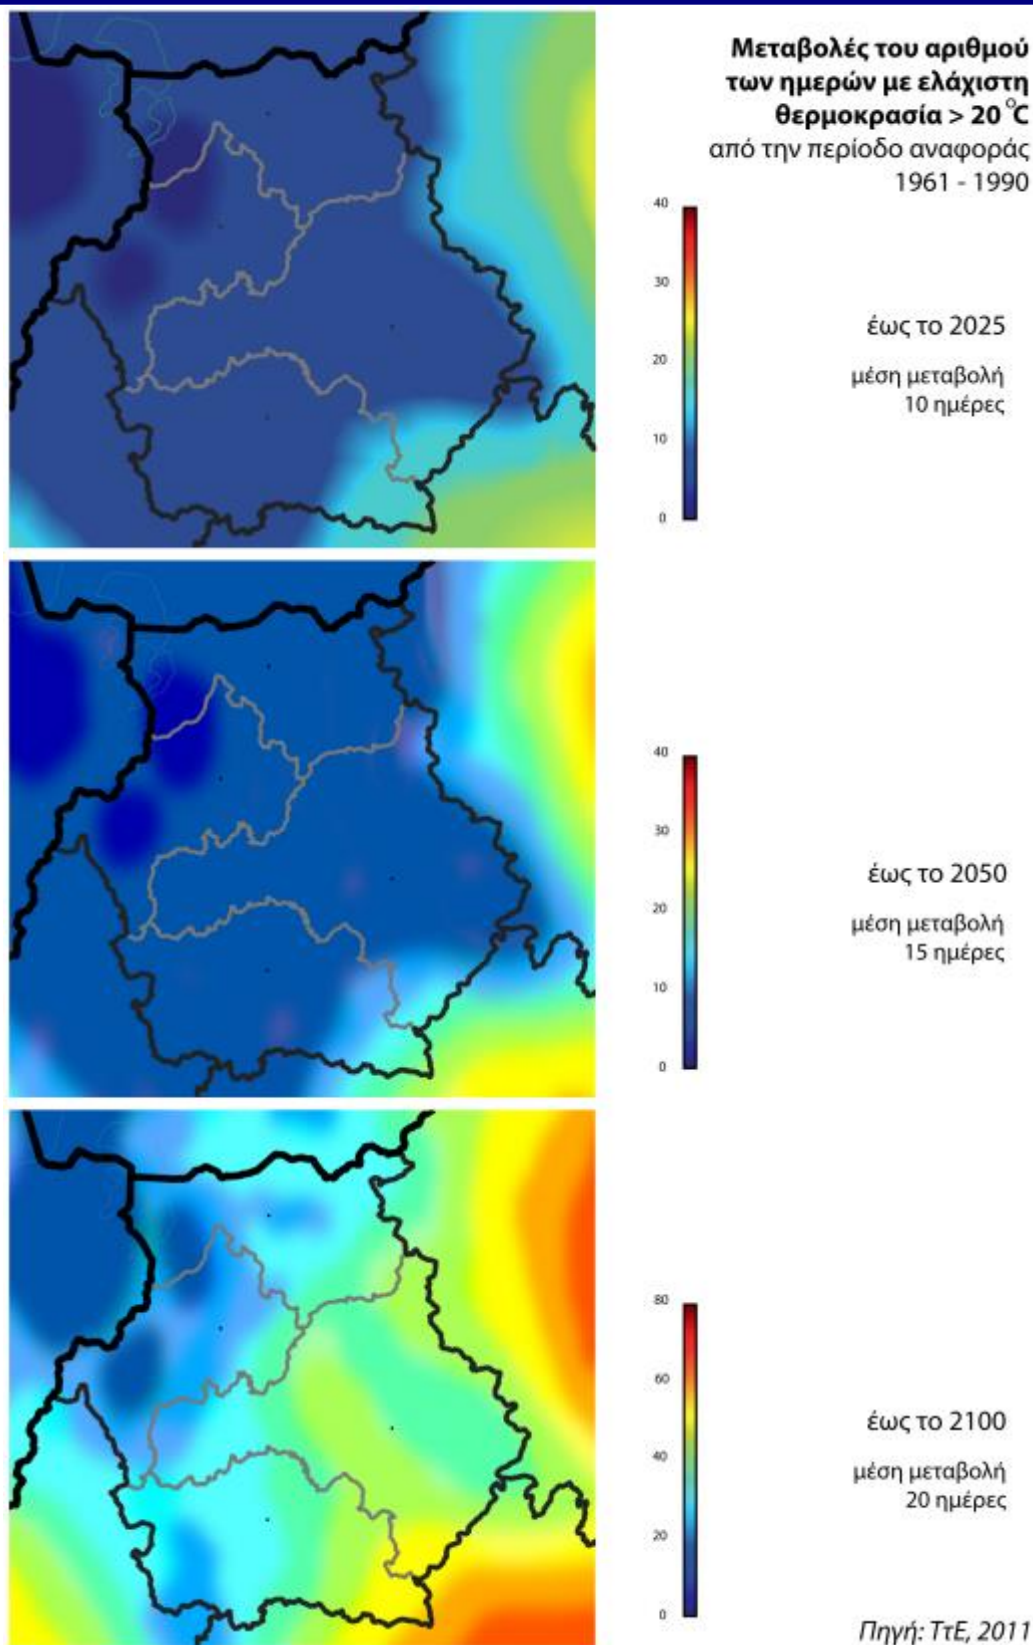 Μεταβολές του αριθμού
των ημερών με ελάχιστη
θερμοκρασία > 20 °C
από την περίοδο αναφοράς
1961 - 1990
40
30
20
10
0
έως το 2025
μέση μεταβολή
10 ημέρες
40
30
20
10
0
έως το 2050
μέση μεταβολή
15 ημέρες
80
60
40
20
0
έως το 2100
μέση μεταβολή
20 ημέρες
Πηγή: ΤτΕ, 2011